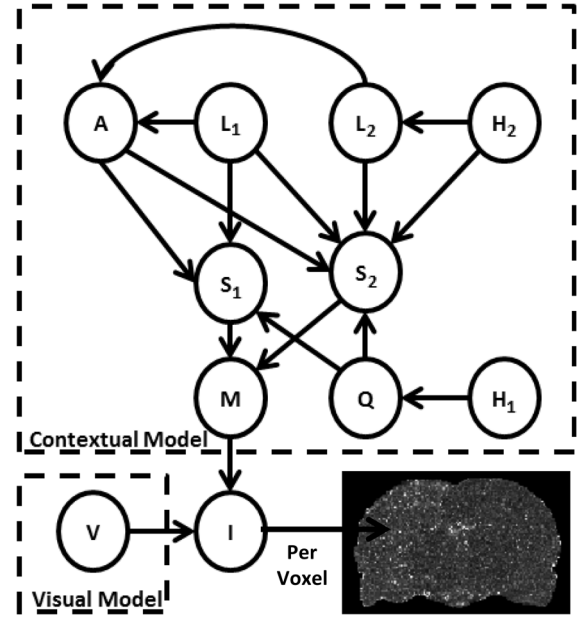 A
L₁
L₂
H₂
S₁
S₂
M
Q
H₁
Contextual Model
V
I
Per
Voxel
Visual Model